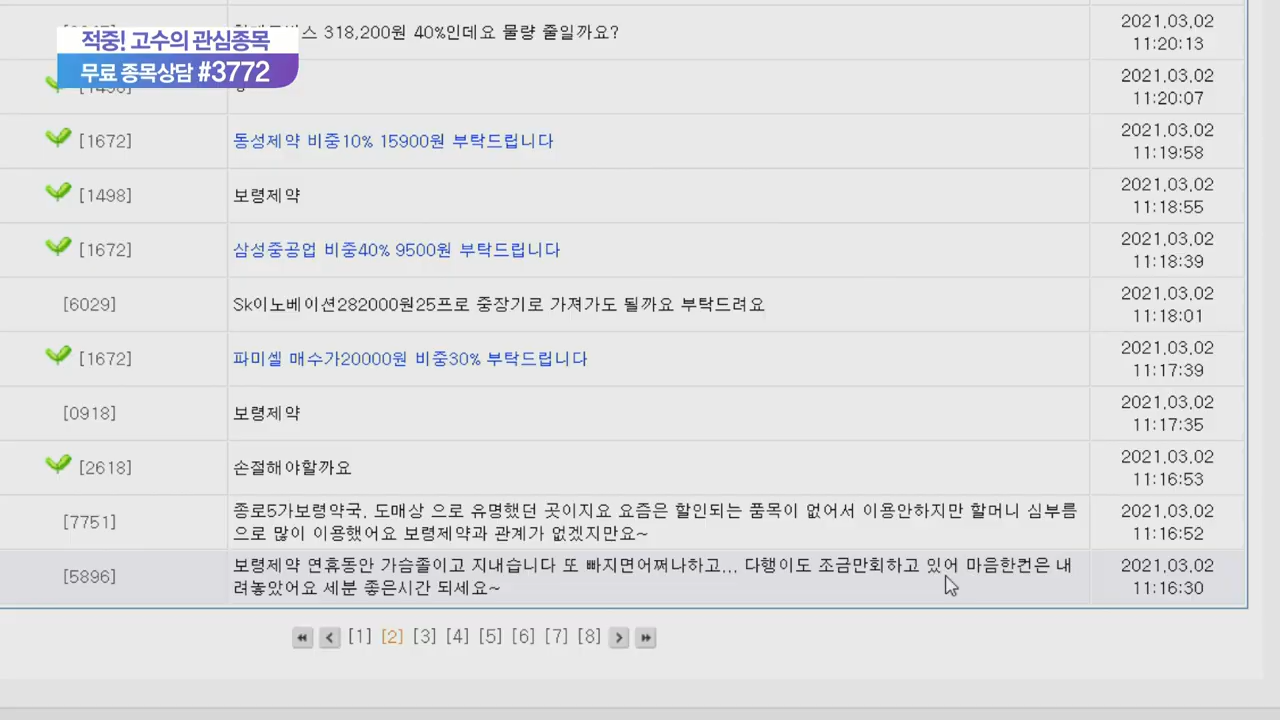 적중! 고수의 관심종목
무료 종목상담 #3772
318,200원 40%인데요 물량 줄일까요?
2021.03.02
11:20:13
[1498]
2021.03.02
11:20:07
[1672]
동성제약 비중10% 15900원 부탁드립니다
2021.03.02
11:19:58
[1498]
보령제약
2021.03.02
11:18:55
[1672]
삼성중공업 비중40% 9500원 부탁드립니다
2021.03.02
11:18:39
[6029]
Sk이노베이션282000원25프로 중장기로 가져가도 될까요 부탁드려요
2021.03.02
11:18:01
[1672]
파미셀 매수가20000원 비중30% 부탁드립니다
2021.03.02
11:17:39
[0918]
보령제약
2021.03.02
11:17:35
[2618]
손절해야할까요
2021.03.02
11:16:53
[7751]
종로5가보령약국, 도매상 으로 유명했던 곳이지요 요즘은 할인되는 품목이 없어서 이용안하지만 할머니 심부름
으로 많이 이용했어요 보령제약과 관계가 없겠지만요~
2021.03.02
11:16:52
[5896]
보령제약 연휴동안 가슴쫄이고 지내습니다 또 빠지면어쩌나하고... 다행이도 조금만회하고 있어 마음한컨은 내
려놓았어요 세분 좋은시간 되세요~
2021.03.02
11:16:30
[1] [2] [3] [4] [5] [6] [7] [8]